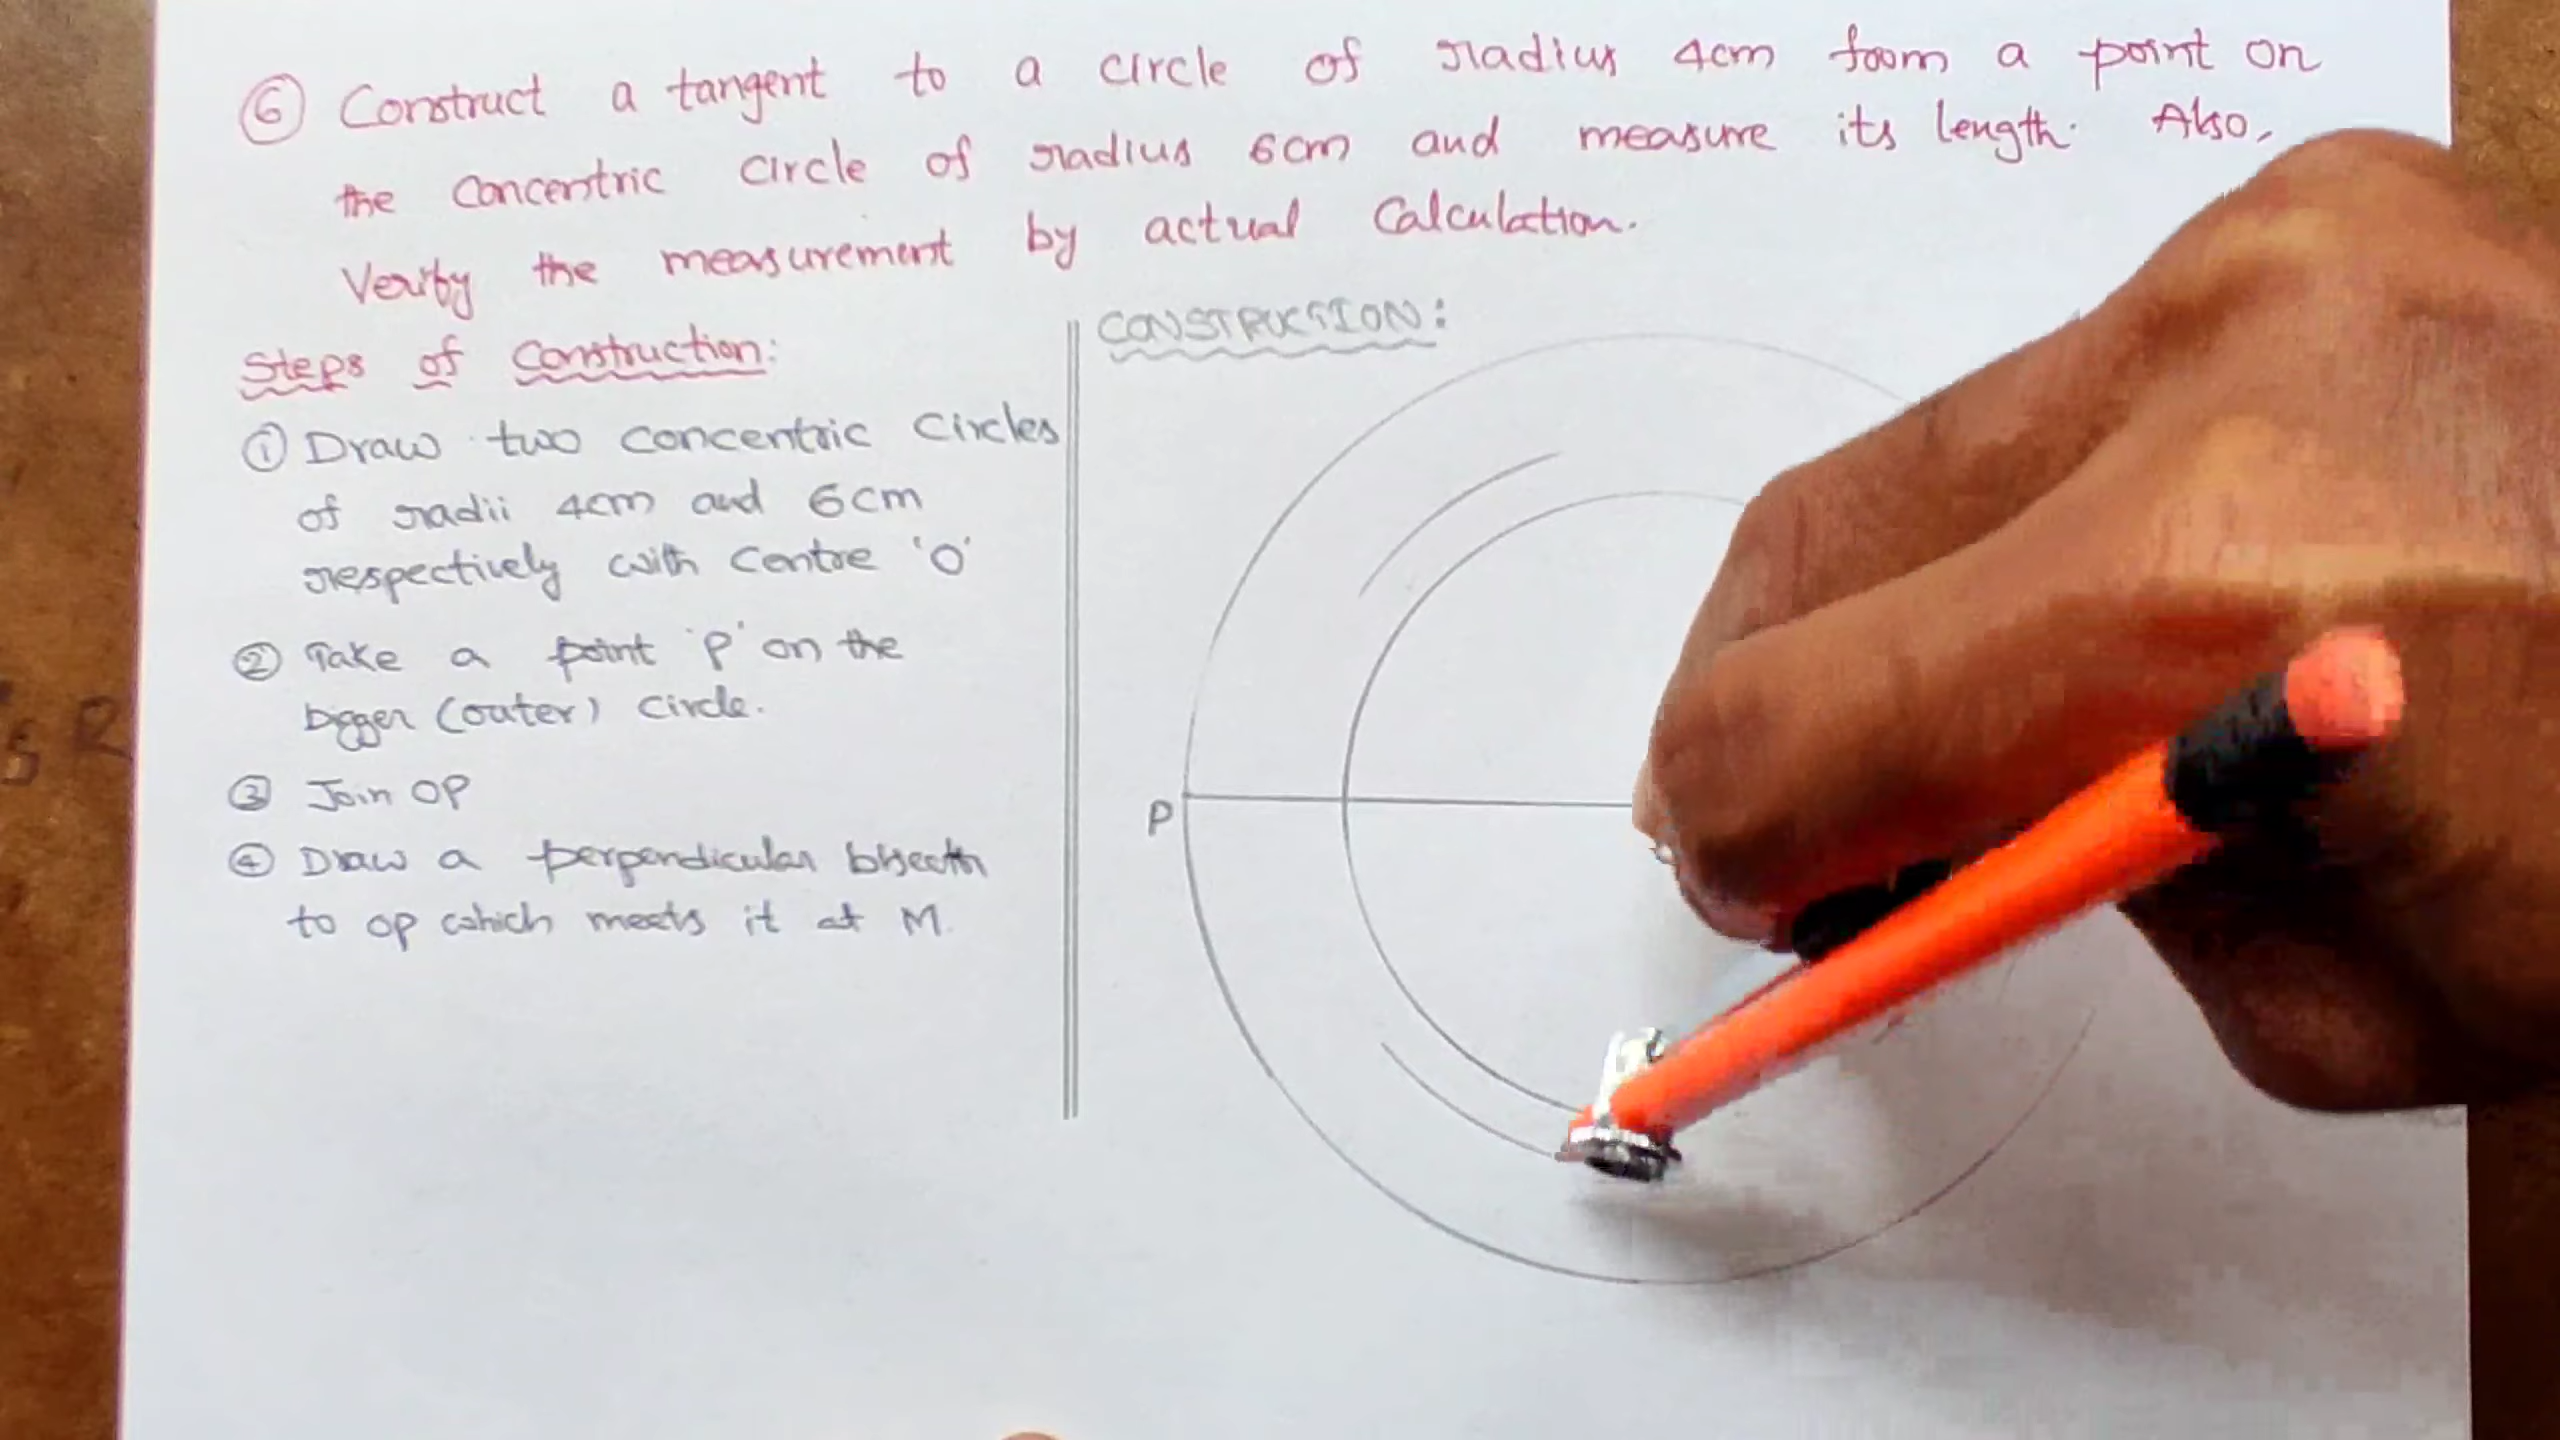 6 Construct a tangent to a circle of radius 4cm from a point on
the concentric circle of radius 6cm and measure its length. Also,
Verify the measurement by actual Calculation.
Steps of Construction:
CONSTRUCTION:
1 Draw two concentric circles
of radii 4cm and 6cm
respectively with centre 'O'
2 Take a point 'P' on the
bigger (outer) circle.
3 Join OP
4 Draw a perpendicular
to OP which meets it at M.
P